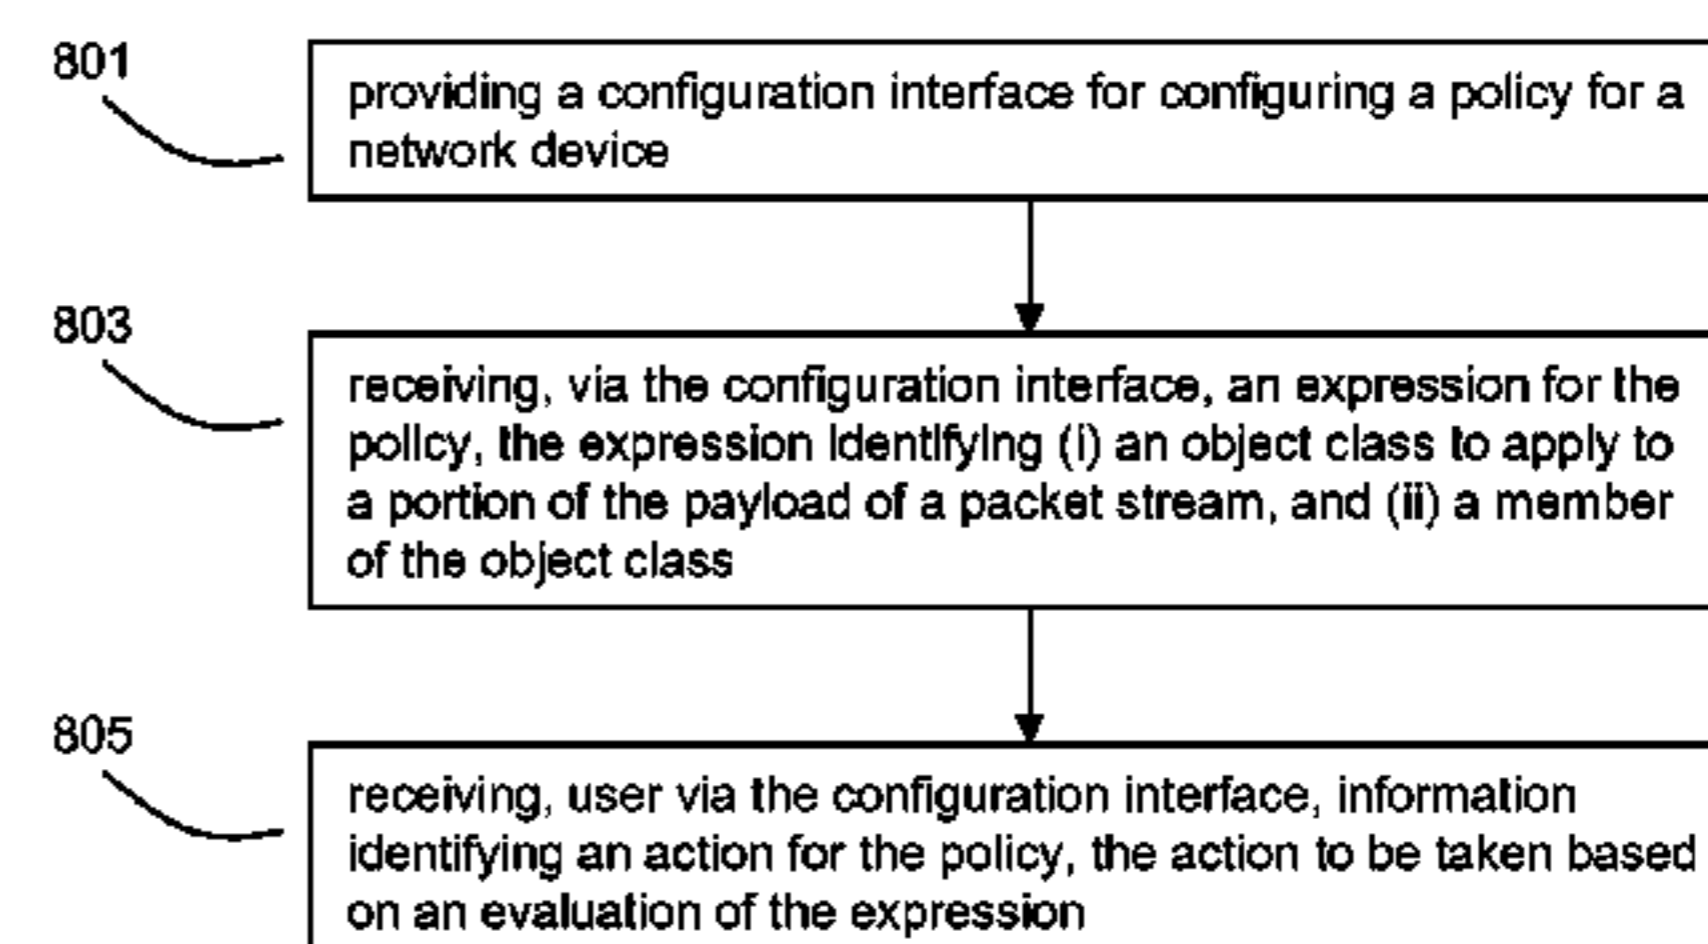 801
providing a configuration interface for configuring a policy for a
network device
803
receiving, via the configuration interface, an expression for the
policy, the expression identifying (i) an object class to apply to
a portion of the payload of a packet stream, and (ii) a member
of the object class
805
receiving, user via the configuration interface, information
identifying an action for the policy, the action to be taken based
on an evaluation of the expression